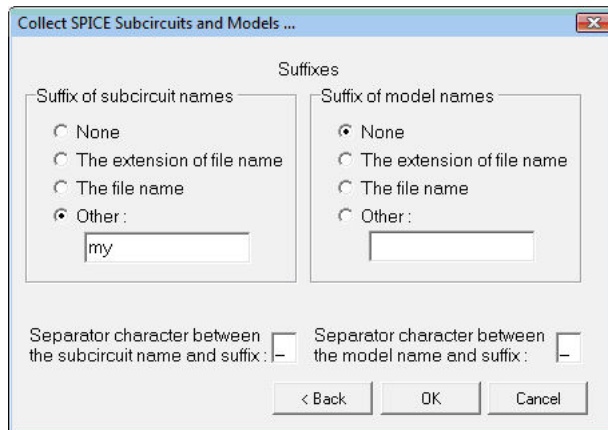 Collect SPICE Subcircuits and Models ...
Suffixes
Suffix of subcircuit names
None
The extension of file name
The file name
Other :
my
Suffix of model names
None
The extension of file name
The file name
Other :
Separator character between
the subcircuit name and suffix : _
Separator character between
the model name and suffix : _
< Back
OK
Cancel